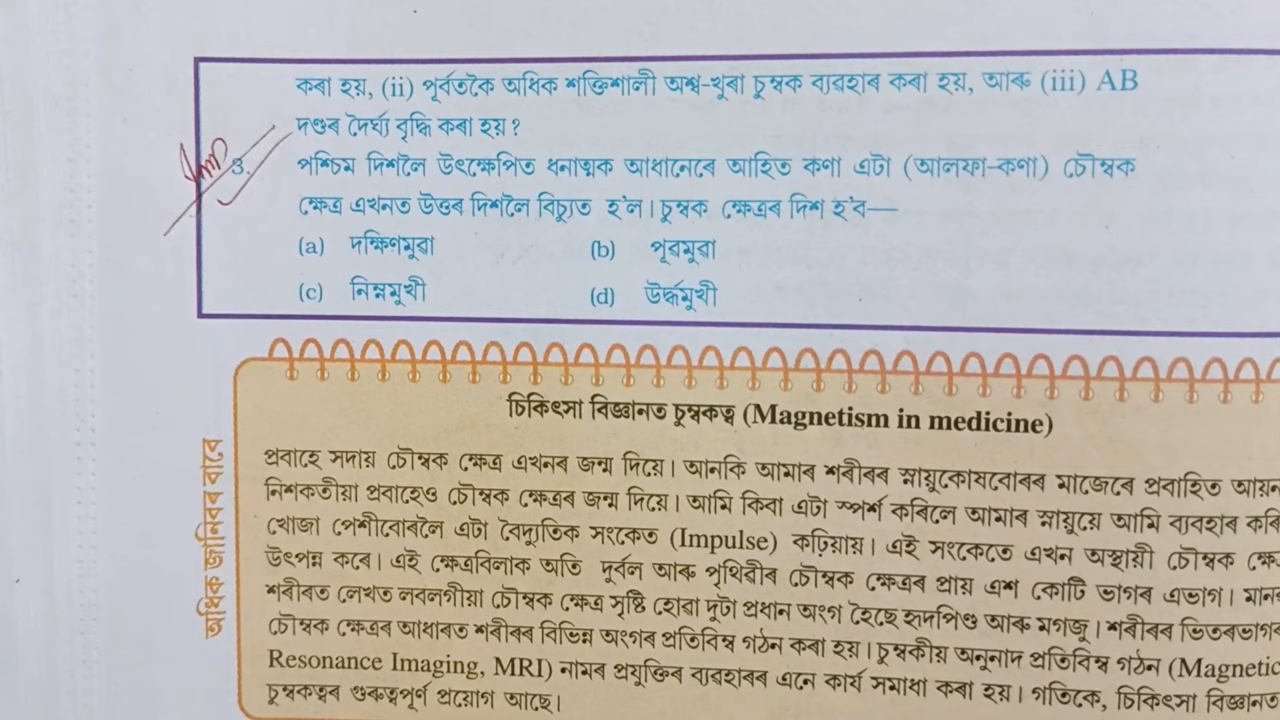 কৰা হয়, (ii) পূৰ্বতকৈ অধিক শক্তিশালী অশ্ব-খুৰা চুম্বক ব্যৱহাৰ কৰা হয়, আৰু (iii) AB
দণ্ডৰ দৈৰ্ঘ্য বৃদ্ধি কৰা হয়?
3. পশ্চিম দিশলৈ উৎক্ষেপিত ধনাত্মক আধানেৰে আহিত কণা এটা (আলফা-কণা) চৌম্বক
ক্ষেত্ৰ এখনত উত্তৰ দিশলৈ বিচ্যুত হ'ল। চুম্বক ক্ষেত্ৰৰ দিশ হ'ব—
(a) দক্ষিণমুৱা (b) পূৱমুৱা
(c) নিম্নমুখী (d) উৰ্দ্ধমুখী
চিকিৎসা বিজ্ঞানত চুম্বকত্ব (Magnetism in medicine)
অধিক জানিবৰ বাবে
প্ৰবাহে সদায় চৌম্বক ক্ষেত্ৰ এখনৰ জন্ম দিয়ে। আনকি আমাৰ শৰীৰৰ স্নায়ুকোষবোৰৰ মাজেৰে প্ৰবাহিত আয়ন
নিশকতীয়া প্ৰবাহেও চৌম্বক ক্ষেত্ৰৰ জন্ম দিয়ে। আমি কিবা এটা স্পৰ্শ কৰিলে আমাৰ স্নায়ুয়ে আমি ব্যৱহাৰ কৰি
খোজা পেশীবোৰলৈ এটা বৈদ্যুতিক সংকেত (Impulse) কঢ়িয়ায়। এই সংকেতে এখন অস্থায়ী চৌম্বক
উৎপন্ন কৰে। এই ক্ষেত্ৰবিলাক অতি দুৰ্বল আৰু পৃথিৱীৰ চৌম্বক ক্ষেত্ৰৰ প্ৰায় এশ কোটি ভাগৰ এভাগ।
শৰীৰত লেখত লবলগীয়া চৌম্বক ক্ষেত্ৰ সৃষ্টি হোৱা দুটা প্ৰধান অংগ হৈছে হৃদপিণ্ড আৰু মগজু। শৰীৰৰ ভিতৰভাগৰ
চৌম্বক ক্ষেত্ৰৰ আধাৰত শৰীৰৰ বিভিন্ন অংগৰ প্ৰতিবিম্ব গঠন কৰা হয়। চুম্বকীয় অনুনাদ প্ৰতিবিম্ব গঠন (Magnetic
Resonance Imaging, MRI) নামৰ প্ৰযুক্তিৰ ব্যৱহাৰৰ এনে কাৰ্য সমাধা কৰা হয়। গতিকে, চিকিৎসা বিজ্ঞানত
চুম্বকত্বৰ গুৰুত্বপূৰ্ণ প্ৰয়োগ আছে।